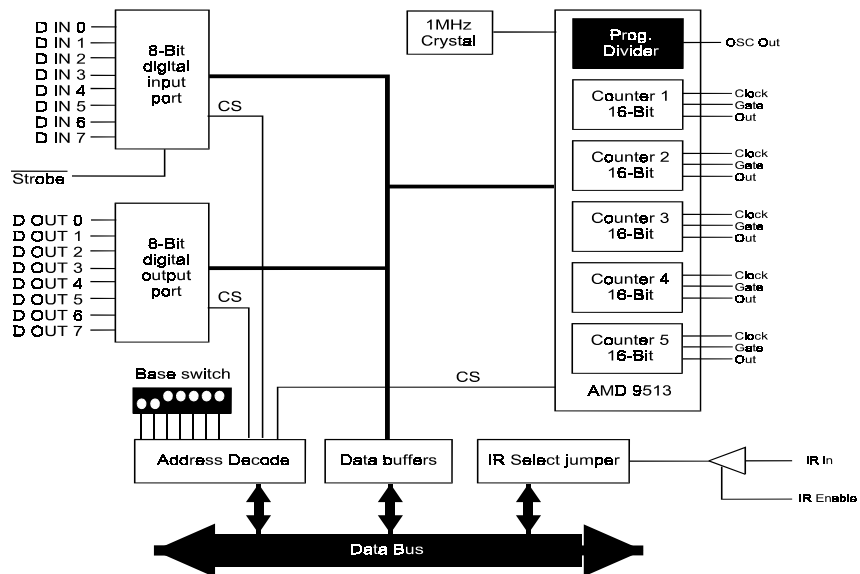 D IN 0
D IN 1
D IN 2
D IN 3
D IN 4
D IN 5
D IN 6
D IN 7
8-Bit
digital
input
port
CS
Strobe
D OUT 0
D OUT 1
D OUT 2
D OUT 3
D OUT 4
D OUT 5
D OUT 6
D OUT 7
8-Bit
digital
output
port
CS
1MHz
Crystal
Prog.
Divider
OSC Out
Counter 1
16-Bit
Clock
Gate
Out
Counter 2
16-Bit
Clock
Gate
Out
Counter 3
16-Bit
Clock
Gate
Out
Counter 4
16-Bit
Clock
Gate
Out
Counter 5
16-Bit
Clock
Gate
Out
AMD 9513
CS
Base switch
Address Decode
Data buffers
IR Select jumper
IR In
IR Enable
Data Bus